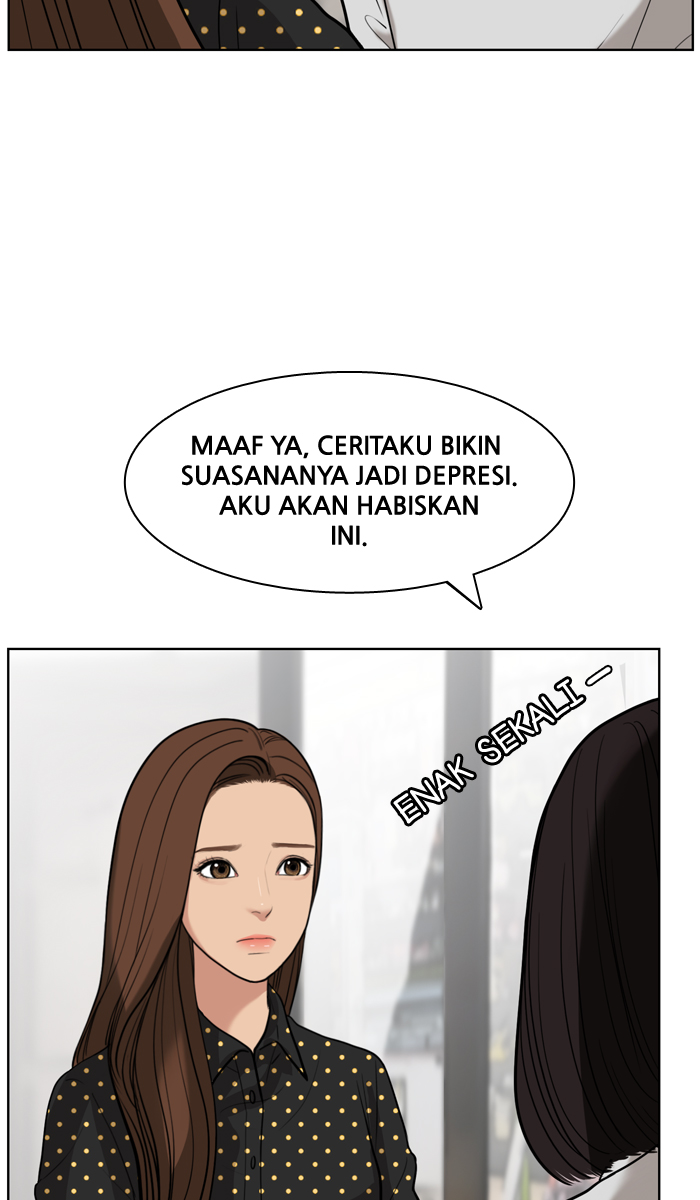 MAAF YA, CERITAKU BIKIN
SUASANANYA JADI DEPRESI.
AKU AKAN HABISKAN
INI.
ENAK SEKALI —